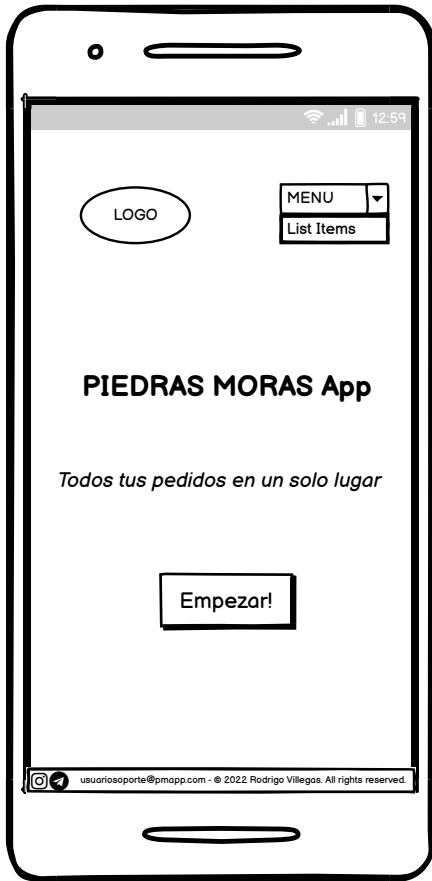 12:59
LOGO
MENU
List Items
PIEDRAS MORAS App
Todos tus pedidos en un solo lugar
Empezar!
usuariosoporte@pmapp.com - © 2022 Rodrigo Villegas. All rights reserved.